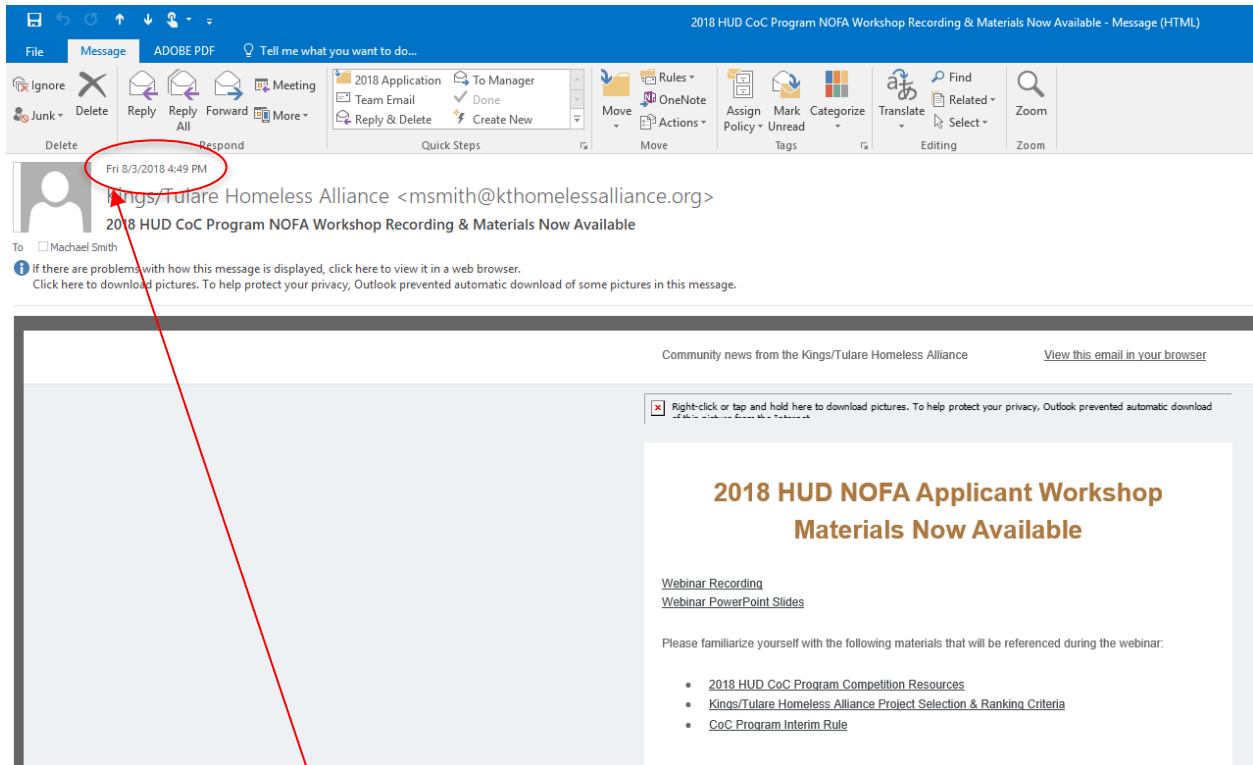 2018 HUD CoC Program NOFA Workshop Recording & Materials Now Available - Message (HTML)
File Message ADOBE PDF Tell me what you want to do...
Ignore
Junk
Delete
Reply
Reply All
Forward
Meeting
More
2018 Application
Team Email
Reply & Delete
To Manager
Done
Create New
Move
Rules
OneNote
Actions
Assign Policy
Mark Unread
Categorize
Translate
Find
Related
Select
Zoom
Delete Respond Quick Steps Move Tags Editing Zoom
Fri 8/3/2018 4:49 PM
Kings/Tulare Homeless Alliance <msmith@kthomelessalliance.org>
2018 HUD CoC Program NOFA Workshop Recording & Materials Now Available
To Machael Smith
If there are problems with how this message is displayed, click here to view it in a web browser.
Click here to download pictures. To help protect your privacy, Outlook prevented automatic download of some pictures in this message.
Community news from the Kings/Tulare Homeless Alliance View this email in your browser
Right-click or tap and hold here to download pictures. To help protect your privacy, Outlook prevented automatic download
of this picture from the Internet.
2018 HUD NOFA Applicant Workshop
Materials Now Available
Webinar Recording
Webinar PowerPoint Slides
Please familiarize yourself with the following materials that will be referenced during the webinar:
• 2018 HUD CoC Program Competition Resources
• Kings/Tulare Homeless Alliance Project Selection & Ranking Criteria
• CoC Program Interim Rule